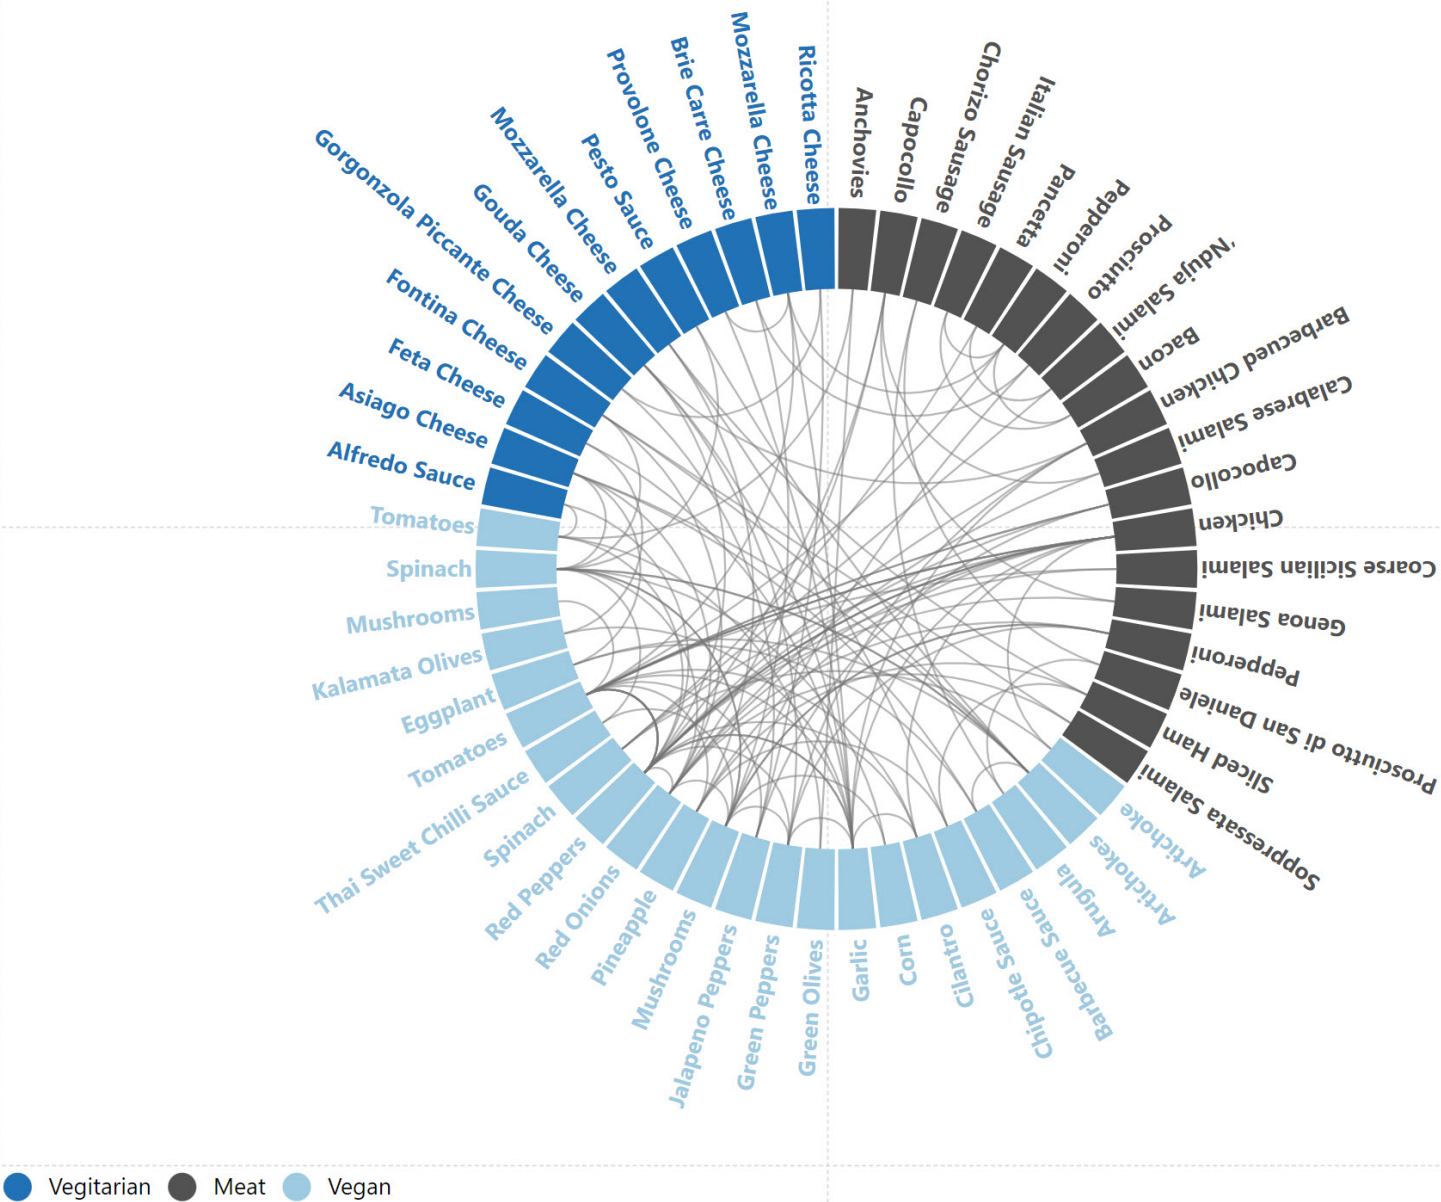 Ricotta Cheese
Anchovies
Capocollo
Chorizo Sausage
Italian Sausage
Pancetta
Pepperoni
Prosciutto
'Nduja Salami
Bacon
Barbecued Chicken
Calabrese Salami
Capocollo
Chicken
Coarse Sicilian Salami
Genoa Salami
Pepperoni
Prosciutto di San Daniele
Sliced Ham
Soppressata Salami
Artichoke
Artichokes
Arugula
Barbecue Sauce
Chipotle Sauce
Cilantro
Corn
Garlic
Green Olives
Green Peppers
Jalapeno Peppers
Mushrooms
Pineapple
Red Onions
Red Peppers
Spinach
Thai Sweet Chilli Sauce
Tomatoes
Eggplant
Kalamata Olives
Mushrooms
Spinach
Tomatoes
Alfredo Sauce
Asiago Cheese
Feta Cheese
Fontina Cheese
Gorgonzola Piccante Cheese
Gouda Cheese
Mozzarella Cheese
Pesto Sauce
Provolone Cheese
Brie Carre Cheese
Mozzarella Cheese
Vegitarian
Meat
Vegan